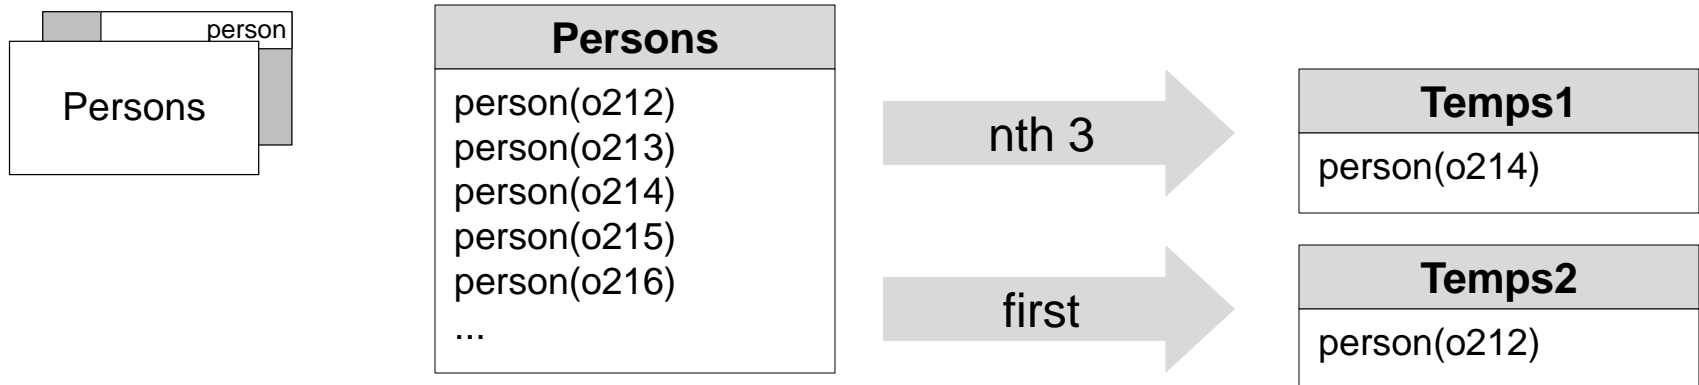 person
Persons
Persons
person(o212)
person(o213)
person(o214)
person(o215)
person(o216)
...
nth 3
first
Temps1
person(o214)
Temps2
person(o212)